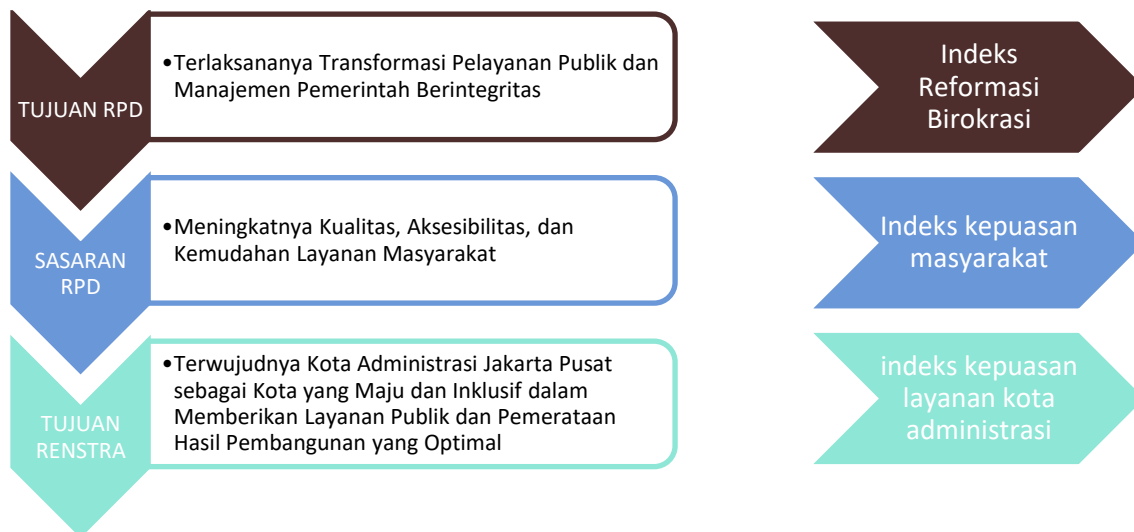 TUJUAN RPD
•Terlaksananya Transformasi Pelayanan Publik dan
Manajemen Pemerintah Berintegritas
Indeks
Reformasi
Birokrasi
SASARAN
RPD
•Meningkatnya Kualitas, Aksesibilitas, dan
Kemudahan Layanan Masyarakat
Indeks kepuasan
masyarakat
TUJUAN
RENSTRA
•Terwujudnya Kota Administrasi Jakarta Pusat
sebagai Kota yang Maju dan Inklusif dalam
Memberikan Layanan Publik dan Pemerataan
Hasil Pembangunan yang Optimal
indeks kepuasan
layanan kota
administrasi